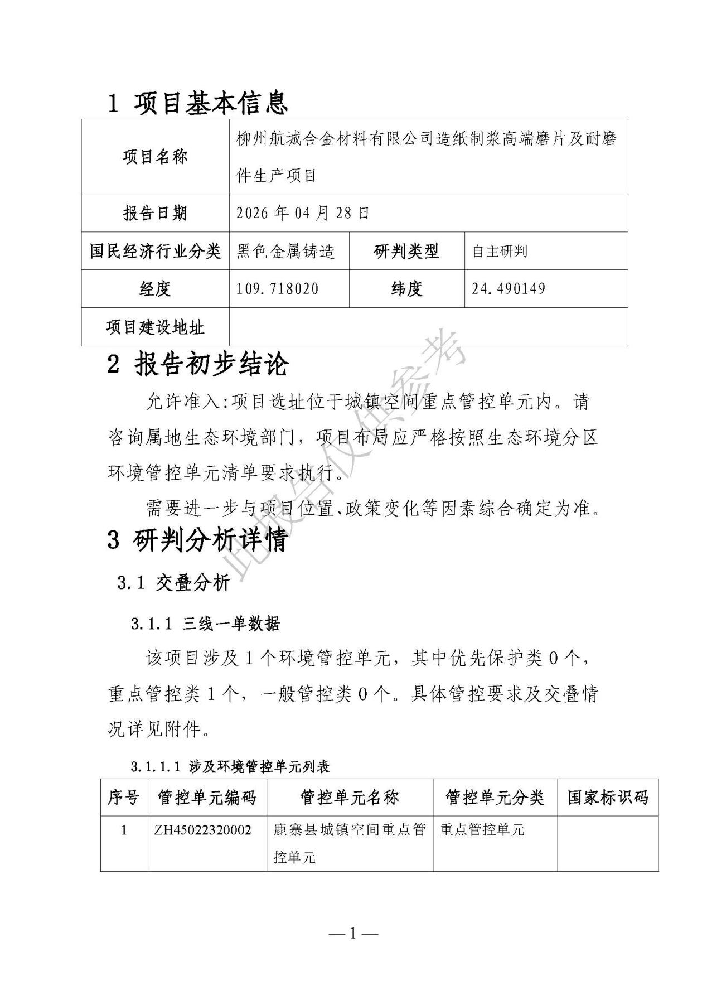 1 项目基本信息
项目名称
柳州航城合金材料有限公司造纸制浆高端磨片及耐磨
件生产项目
报告日期 2026 年 04 月 28 日
国民经济行业分类 黑色金属铸造 研判类型 自主研判
经度 109.718020 纬度 24.490149
项目建设地址
2 报告初步结论
允许准入:项目选址位于城镇空间重点管控单元内。请
咨询属地生态环境部门，项目布局应严格按照生态环境分区
环境管控单元清单要求执行。
需要进一步与项目位置、政策变化等因素综合确定为准。
3 研判分析详情
3.1 交叠分析
3.1.1 三线一单数据
该项目涉及 1 个环境管控单元，其中优先保护类 0 个，
重点管控类 1 个，一般管控类 0 个。具体管控要求及交叠情
况详见附件。
3.1.1.1 涉及环境管控单元列表
序号 管控单元编码 管控单元名称 管控单元分类 国家标识码
1 ZH45022320002 鹿寨县城镇空间重点管 重点管控单元
控单元
— 1 —
此报告仅供参考